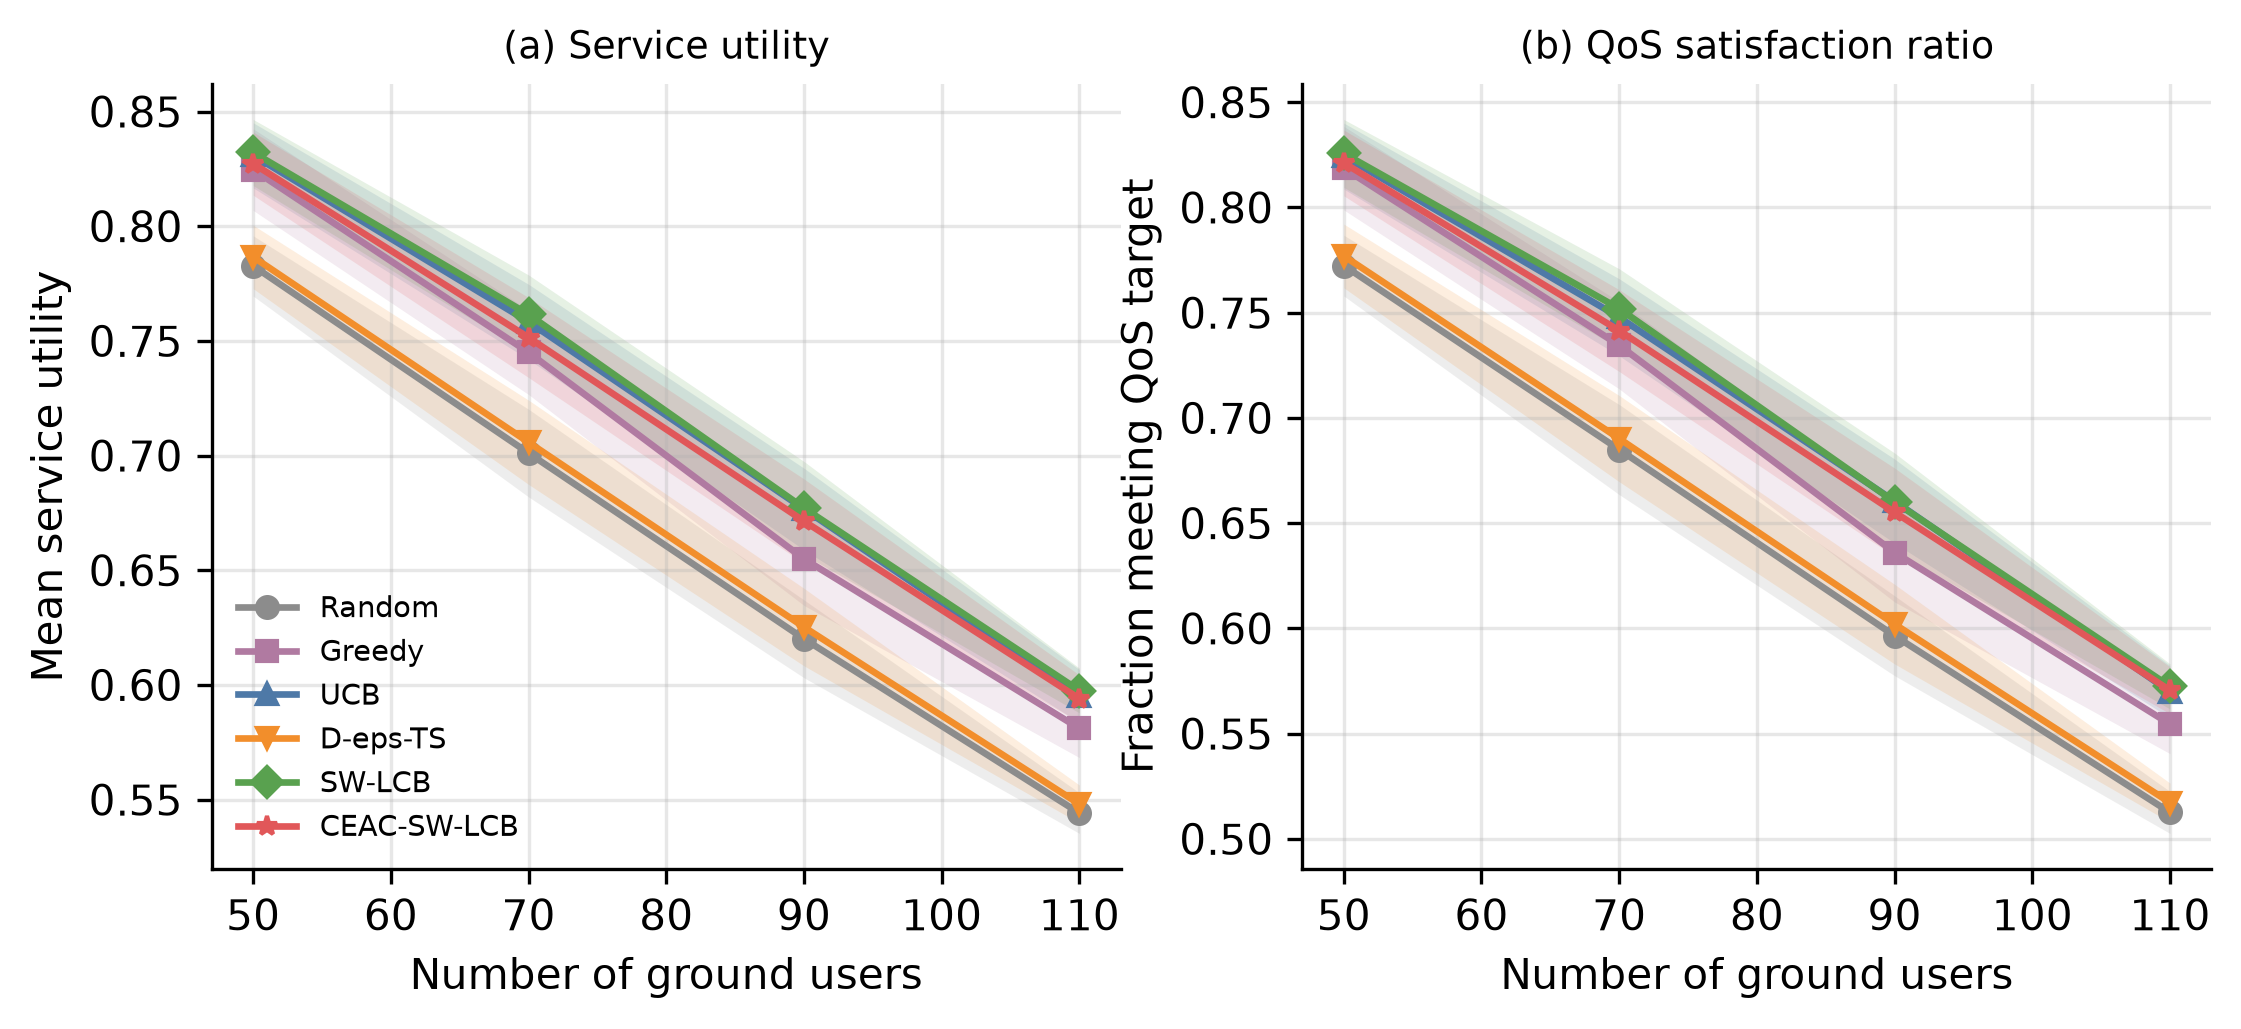 (a) Service utility
Mean service utility
0.85
0.80
0.75
0.70
0.65
0.60
0.55
Random
Greedy
UCB
D-eps-TS
SW-LCB
CEAC-SW-LCB
50 60 70 80 90 100 110
Number of ground users
(b) QoS satisfaction ratio
Fraction meeting QoS target
0.85
0.80
0.75
0.70
0.65
0.60
0.55
0.50
50 60 70 80 90 100 110
Number of ground users